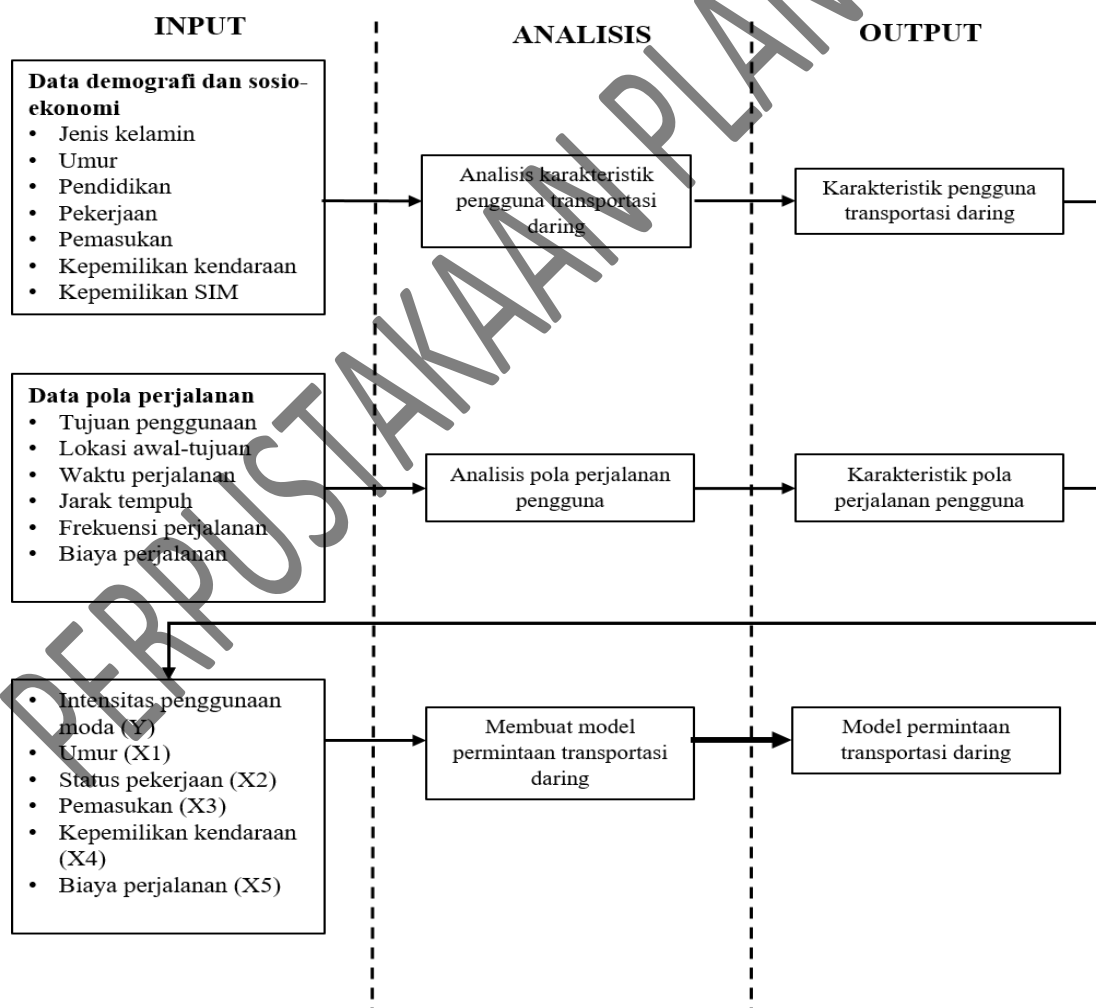 INPUT
ANALISIS
OUTPUT
Data demografi dan sosio-
ekonomi
• Jenis kelamin
• Umur
• Pendidikan
• Pekerjaan
• Pemasukan
• Kepemilikan kendaraan
• Kepemilikan SIM
Analisis karakteristik
pengguna transportasi
daring
Karakteristik pengguna
transportasi daring
Data pola perjalanan
• Tujuan penggunaan
• Lokasi awal-tujuan
• Waktu perjalanan
• Jarak tempuh
• Frekuensi perjalanan
• Biaya perjalanan
Analisis pola perjalanan
pengguna
Karakteristik pola
perjalanan pengguna
• Intensitas penggunaan
moda (Y)
• Umur (X1)
• Status pekerjaan (X2)
• Pemasukan (X3)
• Kepemilikan kendaraan
(X4)
• Biaya perjalanan (X5)
Membuat model
permintaan transportasi
daring
Model permintaan
transportasi daring
PERPUSTAKAAN PLAN